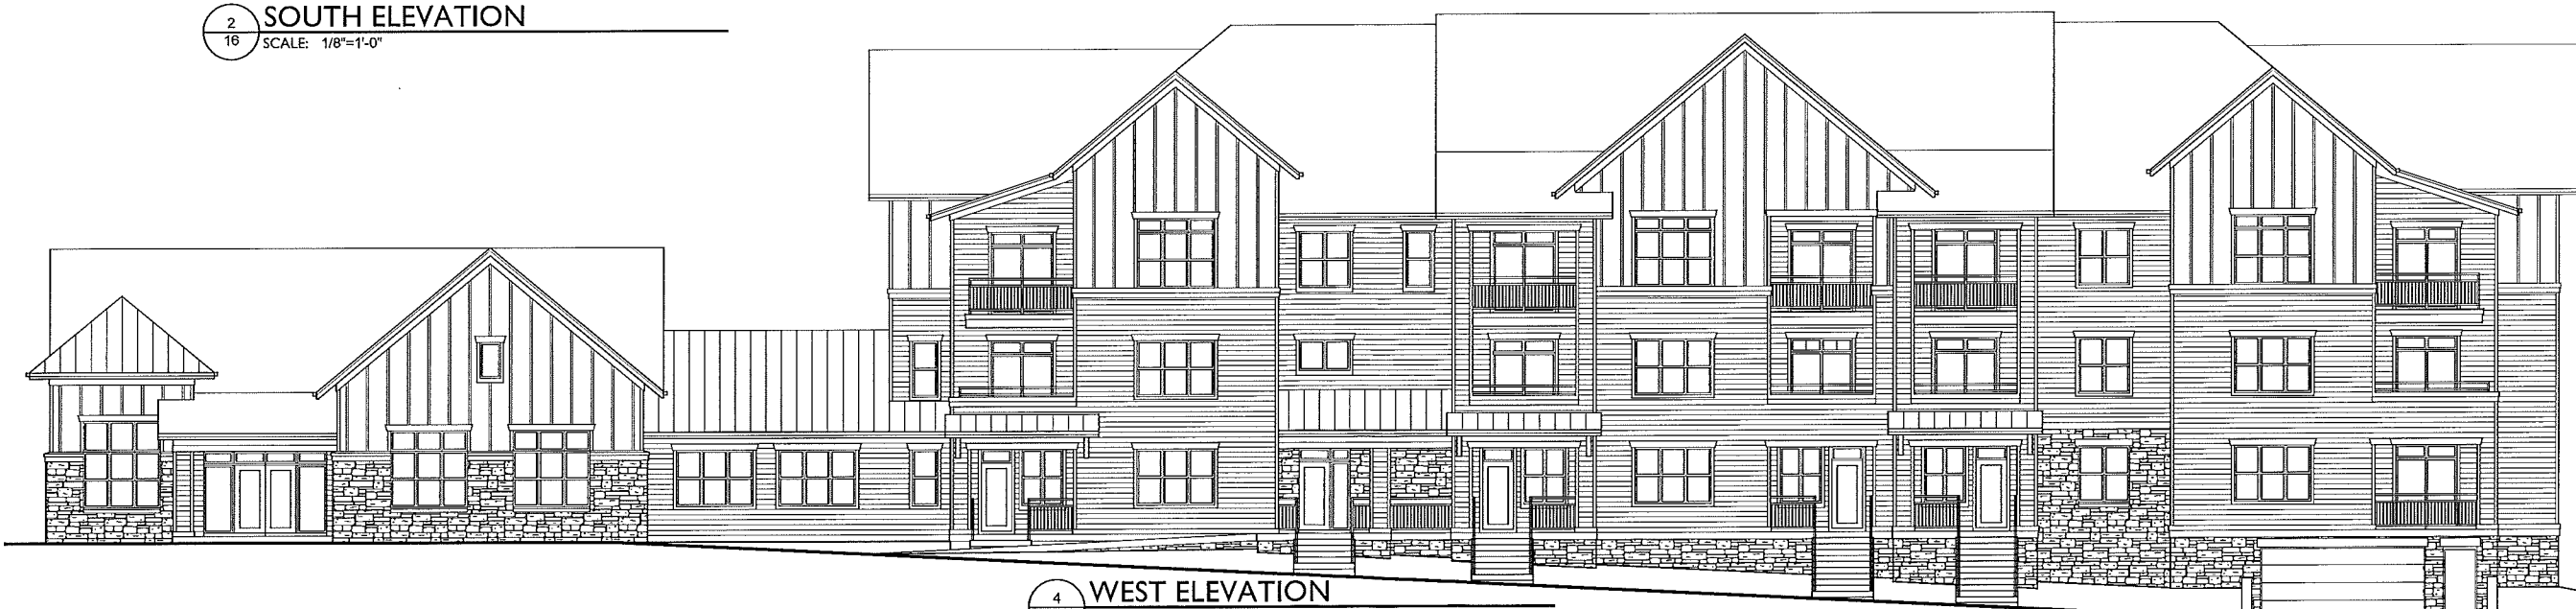 2
16
SOUTH ELEVATION
SCALE: 1/8"=1'-0"
4
WEST ELEVATION